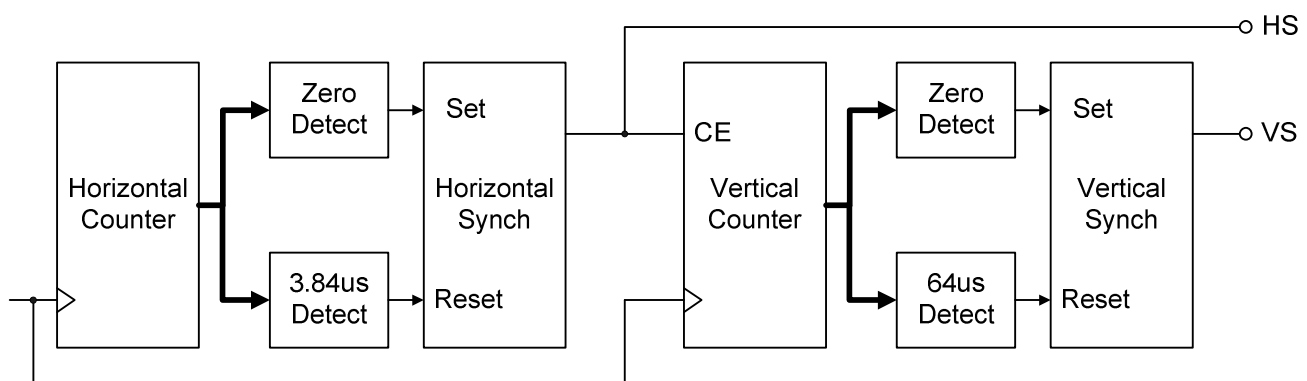 HS
Horizontal
Counter
Zero
Detect
3.84us
Detect
Set
Horizontal
Synch
Reset
CE
Vertical
Counter
Zero
Detect
64us
Detect
Set
Vertical
Synch
Reset
VS